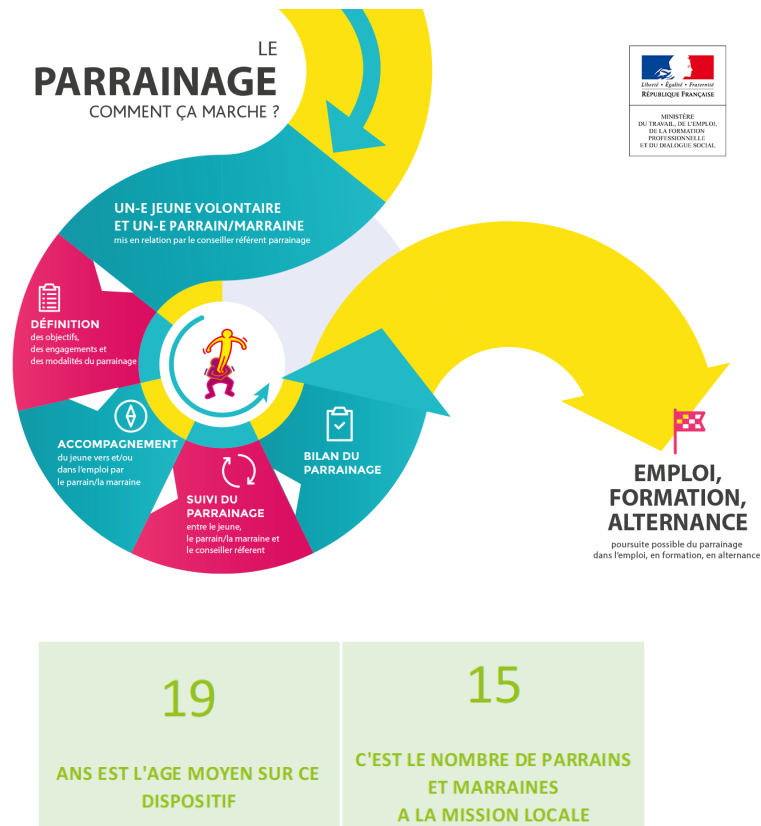 LE
PARRAINAGE
COMMENT ÇA MARCHE ?
Liberté • Égalité • Fraternité
RÉPUBLIQUE FRANÇAISE
MINISTÈRE
DU TRAVAIL, DE L'EMPLOI,
DE LA FORMATION
PROFESSIONNELLE
ET DU DIALOGUE SOCIAL
UN-E JEUNE VOLONTAIRE
ET UN-E PARRAIN/MARRAINE
mis en relation par le conseiller référent parrainage
DÉFINITION
des objectifs,
des engagements et
des modalités du parrainage
ACCOMPAGNEMENT
du jeune vers et/ou
dans l'emploi par
le parrain/la marraine
SUIVI DU
PARRAINAGE
entre le jeune,
le parrain/la marraine et
le conseiller réferent
BILAN DU
PARRAINAGE
EMPLOI,
FORMATION,
ALTERNANCE
poursuite possible du parrainage
dans l'emploi, en formation, en alternance
19
ANS EST L'AGE MOYEN SUR CE
DISPOSITIF
15
C'EST LE NOMBRE DE PARRAINS
ET MARRAINES
A LA MISSION LOCALE